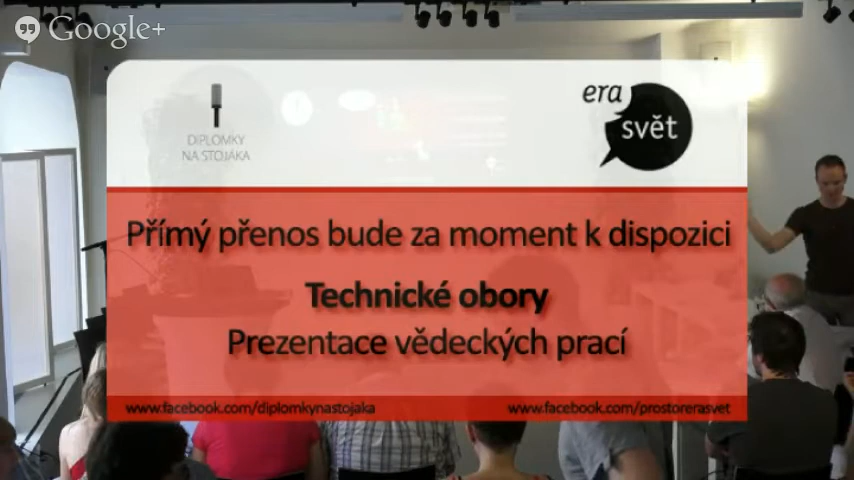 Google+
DIPLOMKY
NA STOJÁKA
era
svět
Přímý přenos bude za moment k dispozici
Technické obory
Prezentace vědeckých prací
www.facebook.com/diplomkynastojaka
www.facebook.com/prostorerasvet